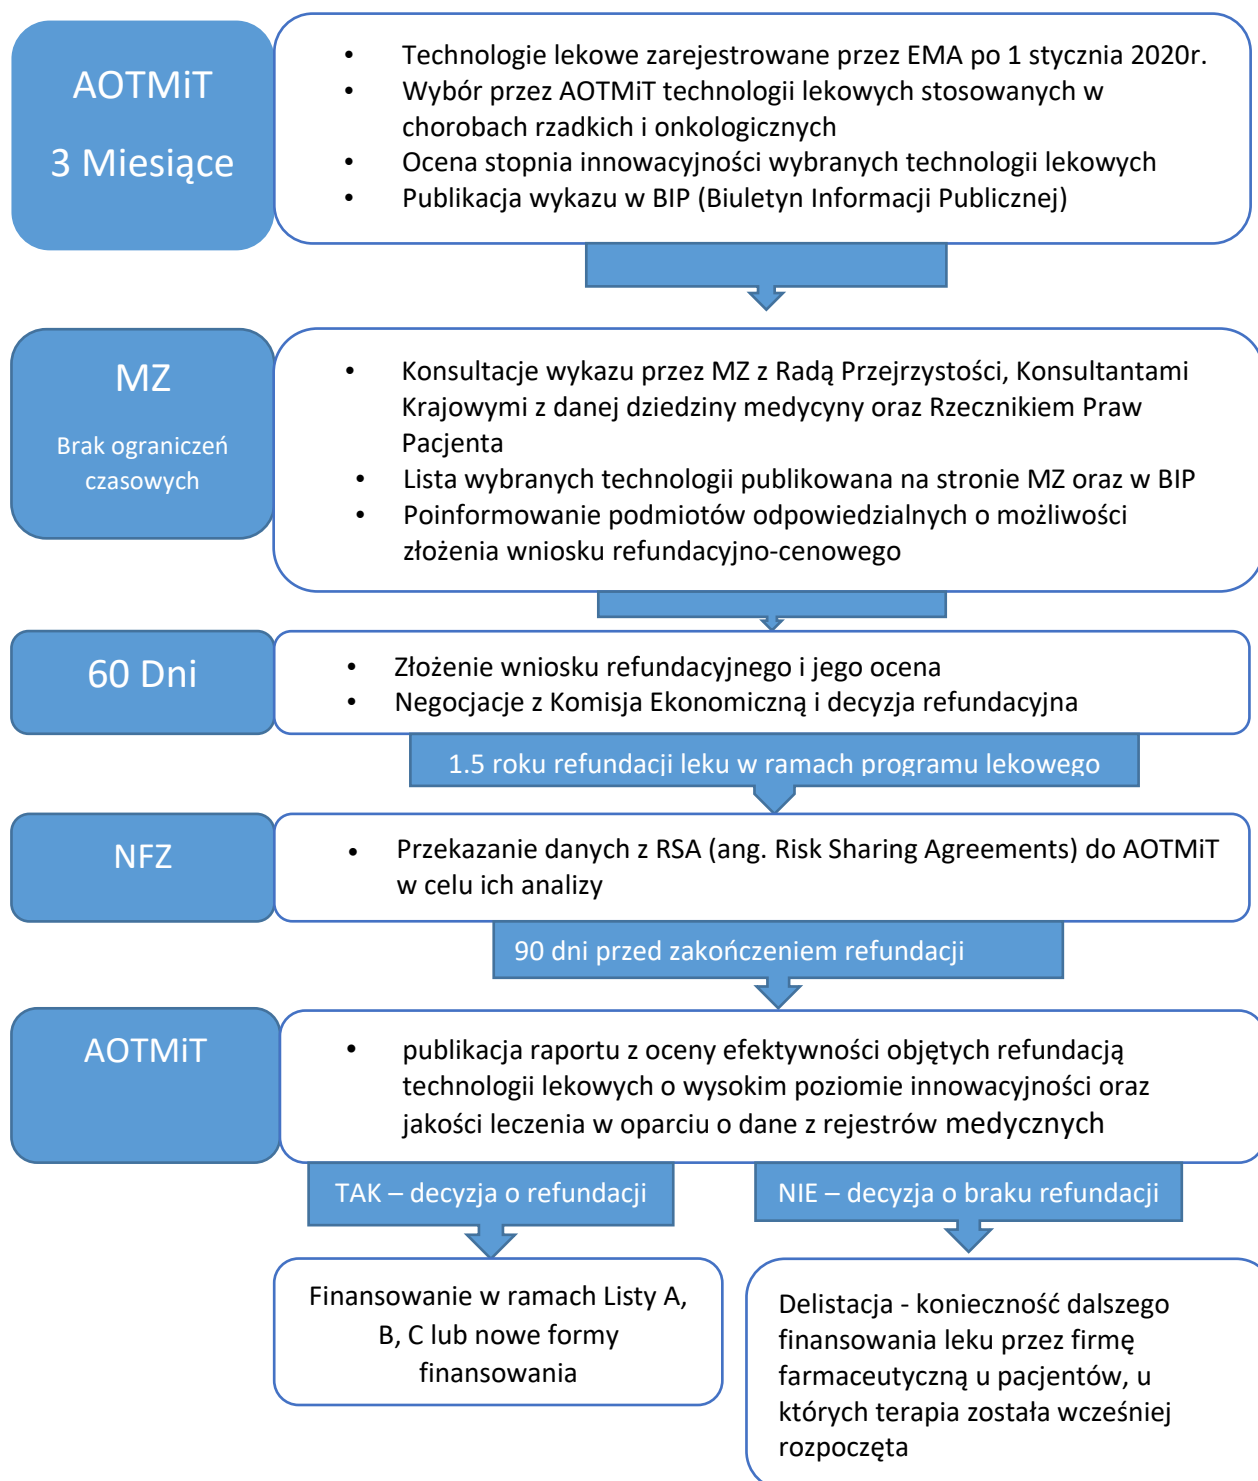 AOTMiT
3 Miesiące
• Technologie lekowe zarejestrowane przez EMA po 1 stycznia 2020r.
• Wybór przez AOTMiT technologii lekowych stosowanych w
chorobach rzadkich i onkologicznych
• Ocena stopnia innowacyjności wybranych technologii lekowych
• Publikacja wykazu w BIP (Biuletyn Informacji Publicznej)
MZ
Brak ograniczeń
czasowych
• Konsultacje wykazu przez MZ z Radą Przejrzystości, Konsultantami
Krajowymi z danej dziedziny medycyny oraz Rzecznikiem Praw
Pacjenta
• Lista wybranych technologii publikowana na stronie MZ oraz w BIP
• Poinformowanie podmiotów odpowiedzialnych o możliwości
złożenia wniosku refundacyjno-cenowego
60 Dni
• Złożenie wniosku refundacyjnego i jego ocena
• Negocjacje z Komisja Ekonomiczną i decyzja refundacyjna
1.5 roku refundacji leku w ramach programu lekowego
NFZ
• Przekazanie danych z RSA (ang. Risk Sharing Agreements) do AOTMiT
w celu ich analizy
90 dni przed zakończeniem refundacji
AOTMiT
• publikacja raportu z oceny efektywności objętych refundacją
technologii lekowych o wysokim poziomie innowacyjności oraz
jakości leczenia w oparciu o dane z rejestrów medycznych
TAK – decyzja o refundacji
NIE – decyzja o braku refundacji
Finansowanie w ramach Listy A,
B, C lub nowe formy
finansowania
Delistacja - konieczność dalszego
finansowania leku przez firmę
farmaceutyczną u pacjentów, u
których terapia została wcześniej
rozpoczęta